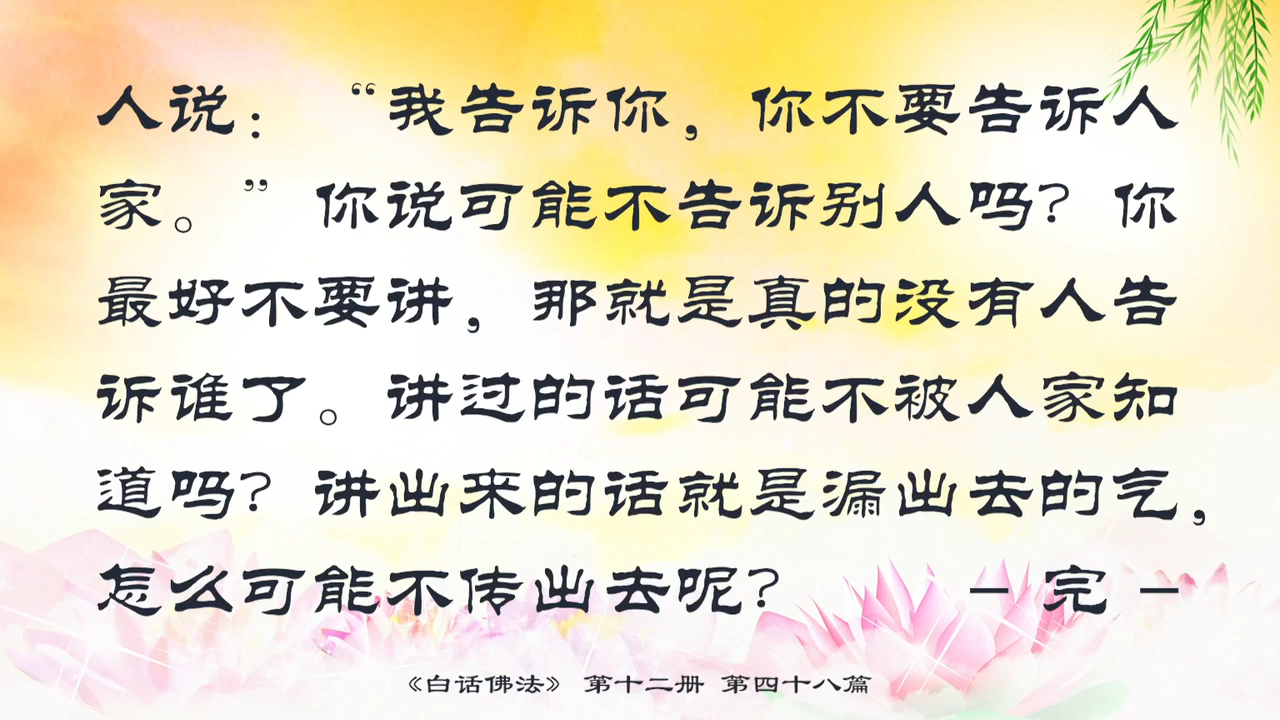 人说：“我告诉你，你不要告诉人
家。”你说可能不告诉别人吗？你
最好不要讲，那就是真的没有人告
诉谁了。讲过的话可能不被人家知
道吗？讲出来的话就是漏出去的气，
怎么可能不传出去呢？ － 完 －
《白话佛法》 第十二册 第四十八篇